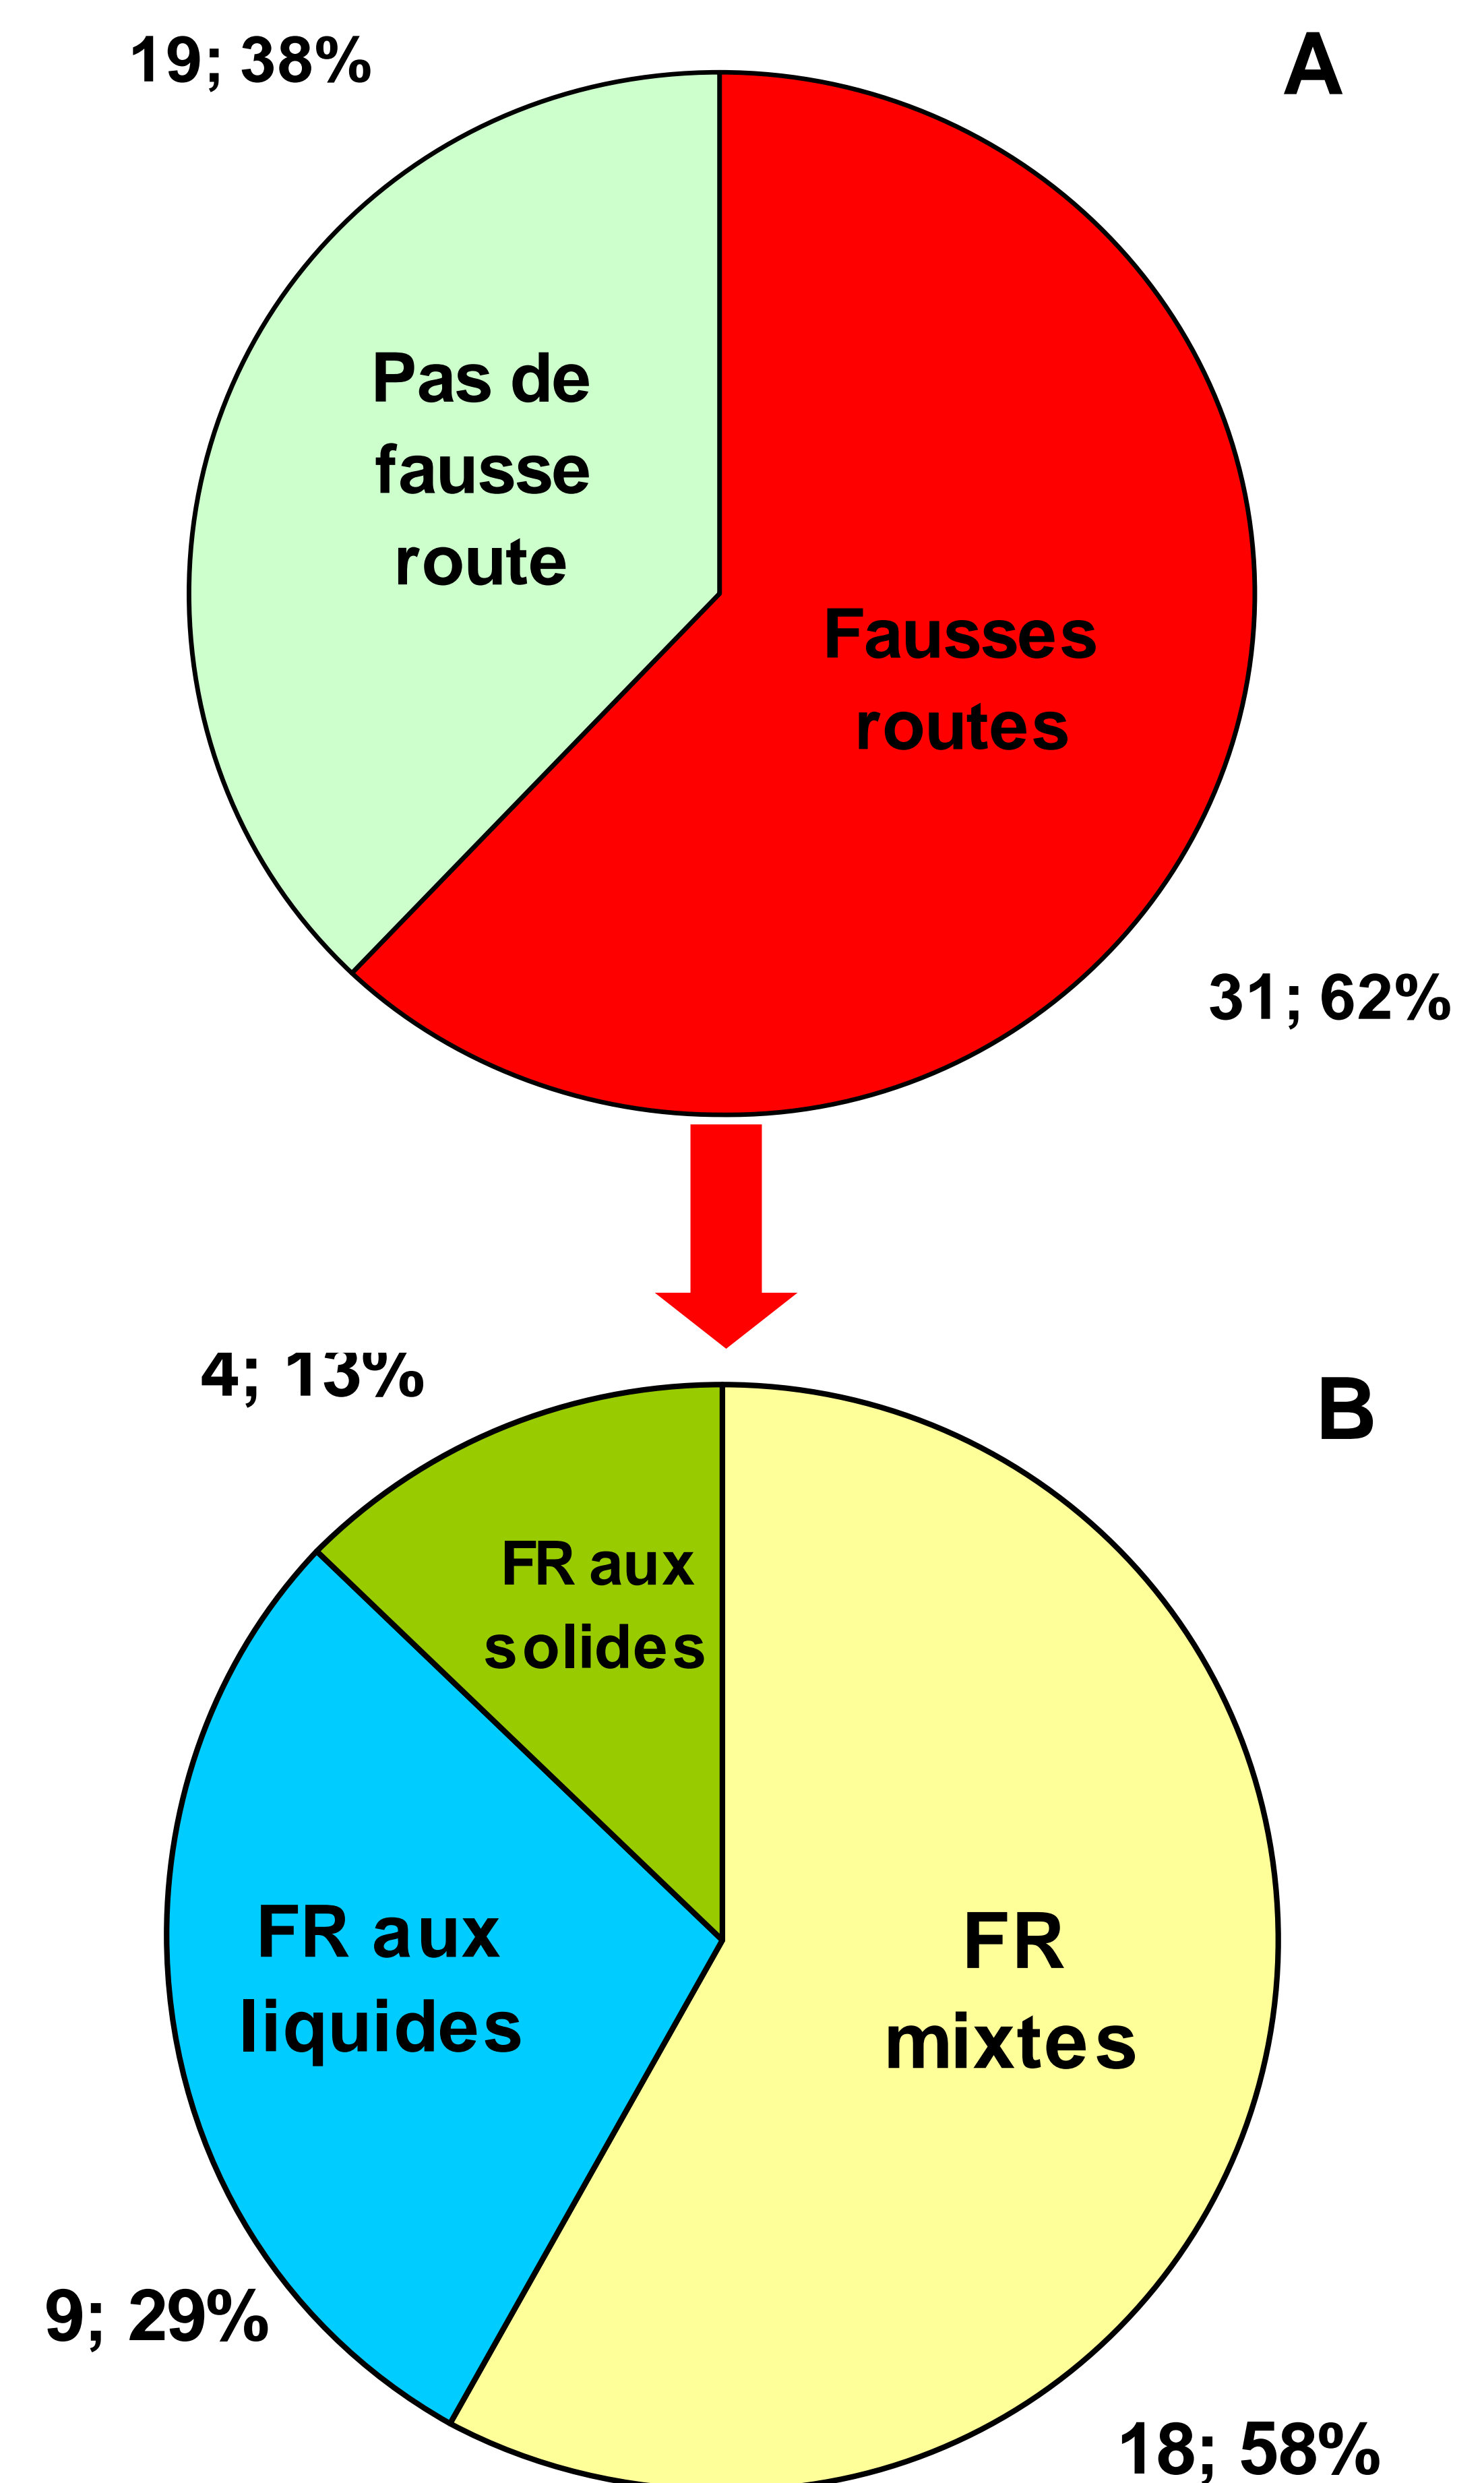 19; 38%
A
Pas de
fausse
route
Fausses
routes
31; 62%
4; 13%
B
FR aux
solides
FR aux
liquides
FR
mixtes
9; 29%
18; 58%